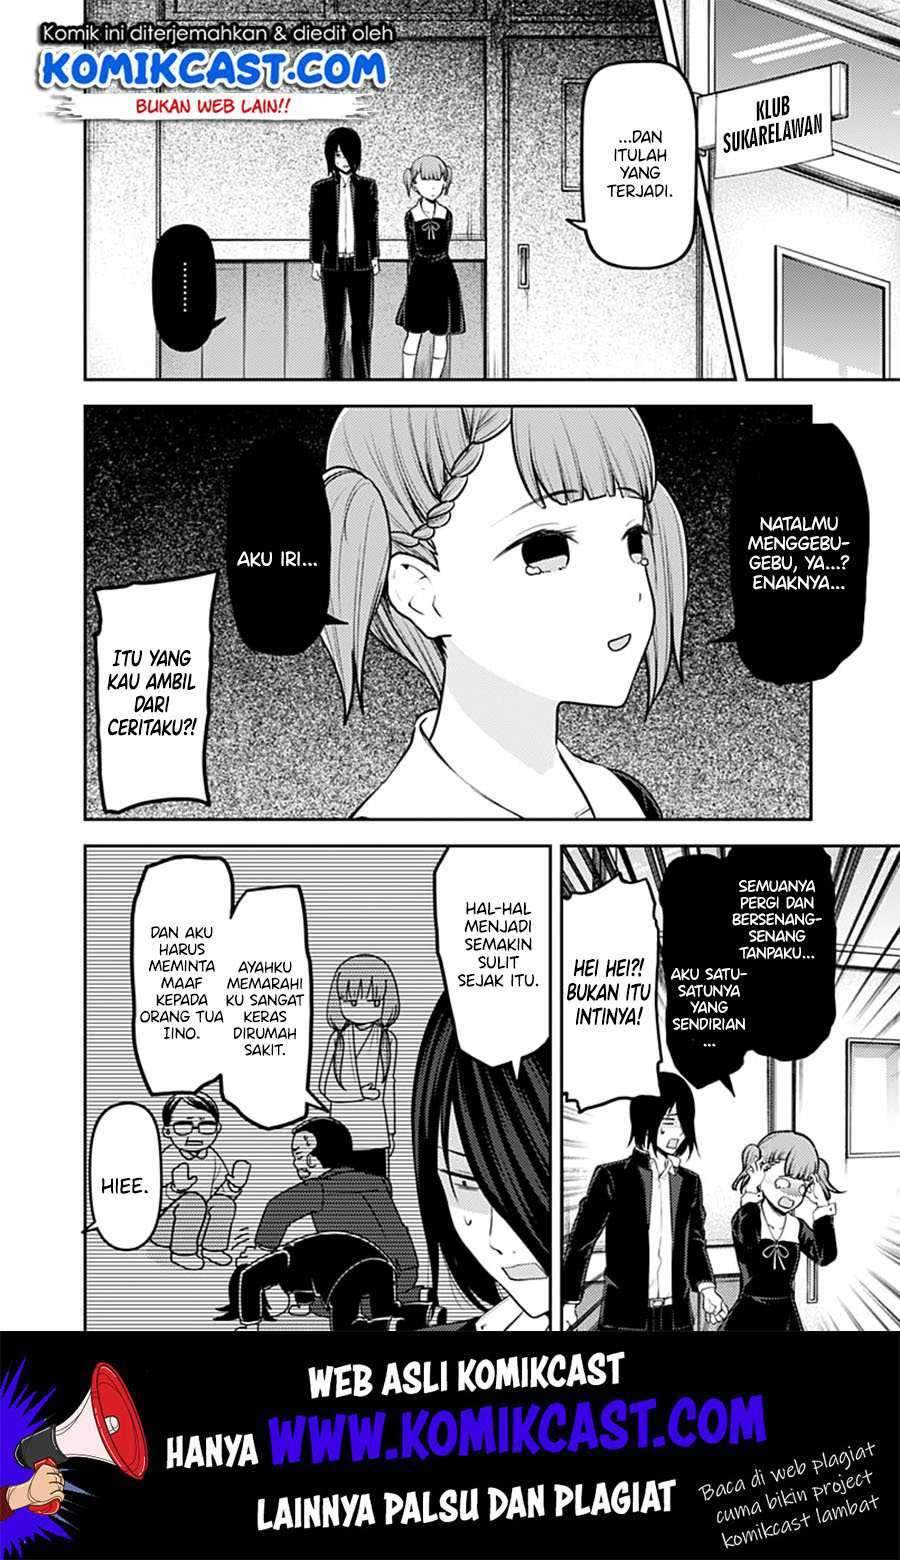 Komik ini diterjemahkan & diedit oleh
KOMIKCAST.COM
BUKAN WEB LAIN!!
KLUB
SUKARELAWAN
...DAN
ITULAH
YANG
TERJADI.
.........
NATALMU
MENGGEBU-
GEBU, YA...?
ENAKNYA...
AKU IRI...
ITU YANG
KAU AMBIL
DARI
CERITAKU?!
SEMUANYA
PERGI DAN
BERSENANG-
SENANG
TANPAKU...
AKU SATU-
SATUNYA
YANG
SENDIRIAN
...
HEI HEI?!
BUKAN ITU
INTINYA!
HAL-HAL
MENJADI
SEMAKIN
SULIT
SEJAK ITU.
AYAHKU
MEMARAHI
KU SANGAT
KERAS
DIRUMAH
SAKIT.
DAN AKU
HARUS
MEMINTA
MAAF
KEPADA
ORANG TUA
IINO.
HIEE.
WEB ASLI KOMIKCAST
HANYA WWW.KOMIKCAST.COM
LAINNYA PALSU DAN PLAGIAT
Baca di web plagiat
cuma bikin project
komikcast lambat